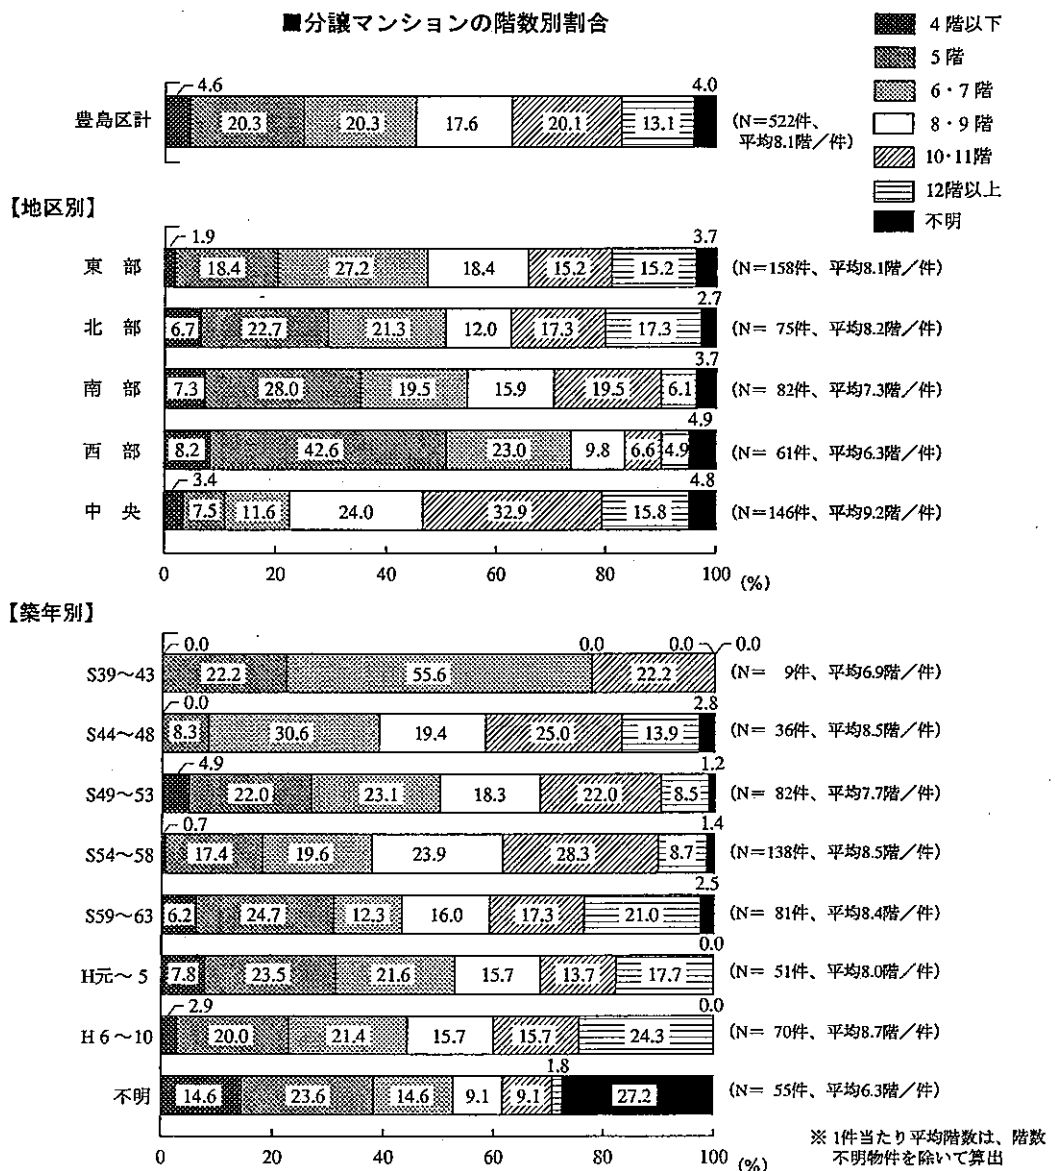 ■分譲マンションの階数別割合
4階以下
5階
6・7階
8・9階
10・11階
12階以上
不明
4.6 4.0
豊島区計 20.3 20.3 17.6 20.1 13.1 (N=522件、
平均8.1階/件)
【地区別】
1.9 3.7
東 部 18.4 27.2 18.4 15.2 15.2 (N=158件、平均8.1階/件)
2.7
北 部 6.7 22.7 21.3 12.0 17.3 17.3 (N= 75件、平均8.2階/件)
3.7
南 部 7.3 28.0 19.5 15.9 19.5 6.1 (N= 82件、平均7.3階/件)
4.9
西 部 8.2 42.6 23.0 9.8 6.6 4.9 (N= 61件、平均6.3階/件)
3.4 4.8
中 央 7.5 11.6 24.0 32.9 15.8 (N=146件、平均9.2階/件)
0 20 40 60 80 100 (%)
【築年別】
0.0 0.0 0.0 0.0
S39〜43 22.2 55.6 22.2 (N= 9件、平均6.9階/件)
0.0 2.8
S44〜48 8.3 30.6 19.4 25.0 13.9 (N= 36件、平均8.5階/件)
4.9 1.2
S49〜53 22.0 23.1 18.3 22.0 8.5 (N= 82件、平均7.7階/件)
0.7 1.4
S54〜58 17.4 19.6 23.9 28.3 8.7 (N=138件、平均8.5階/件)
2.5
S59〜63 6.2 24.7 12.3 16.0 17.3 21.0 (N= 81件、平均8.4階/件)
0.0
H元〜5 7.8 23.5 21.6 15.7 13.7 17.7 (N= 51件、平均8.0階/件)
2.9 0.0
H6〜10 20.0 21.4 15.7 15.7 24.3 (N= 70件、平均8.7階/件)
1.8
不明 14.6 23.6 14.6 9.1 9.1 27.2 (N= 55件、平均6.3階/件)
0 20 40 60 80 100 (%)
※ 1件当たり平均階数は、階数
不明物件を除いて算出